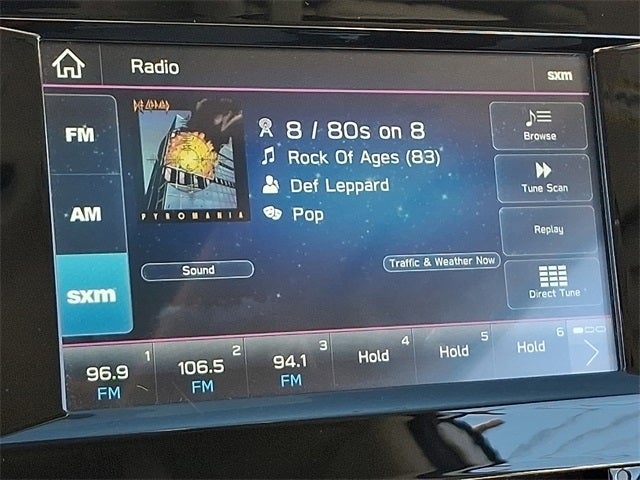 Radio
sxm
FM
AM
sxm
DEF LEPPARD
PYROMANIA
8 / 80s on 8
Rock Of Ages (83)
Def Leppard
Pop
Sound
Traffic & Weather Now
Browse
Tune Scan
Replay
Direct Tune
1
96.9
FM
2
106.5
FM
3
94.1
FM
4
Hold
5
Hold
6
Hold